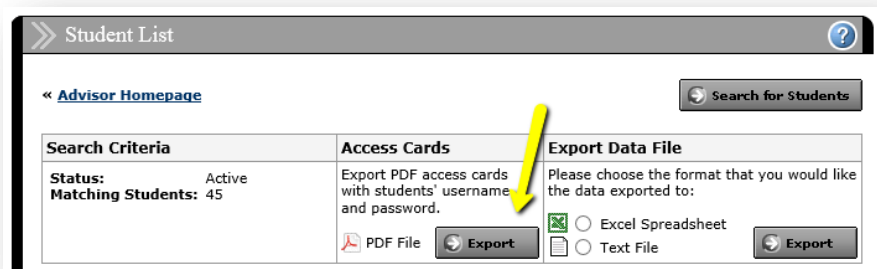 Student List
?
« Advisor Homepage
Search for Students
Search Criteria
Status: Active
Matching Students: 45
Access Cards
Export PDF access cards
with students' username
and password.
PDF File Export
Export Data File
Please choose the format that you would like
the data exported to:
Excel Spreadsheet
Text File
Export